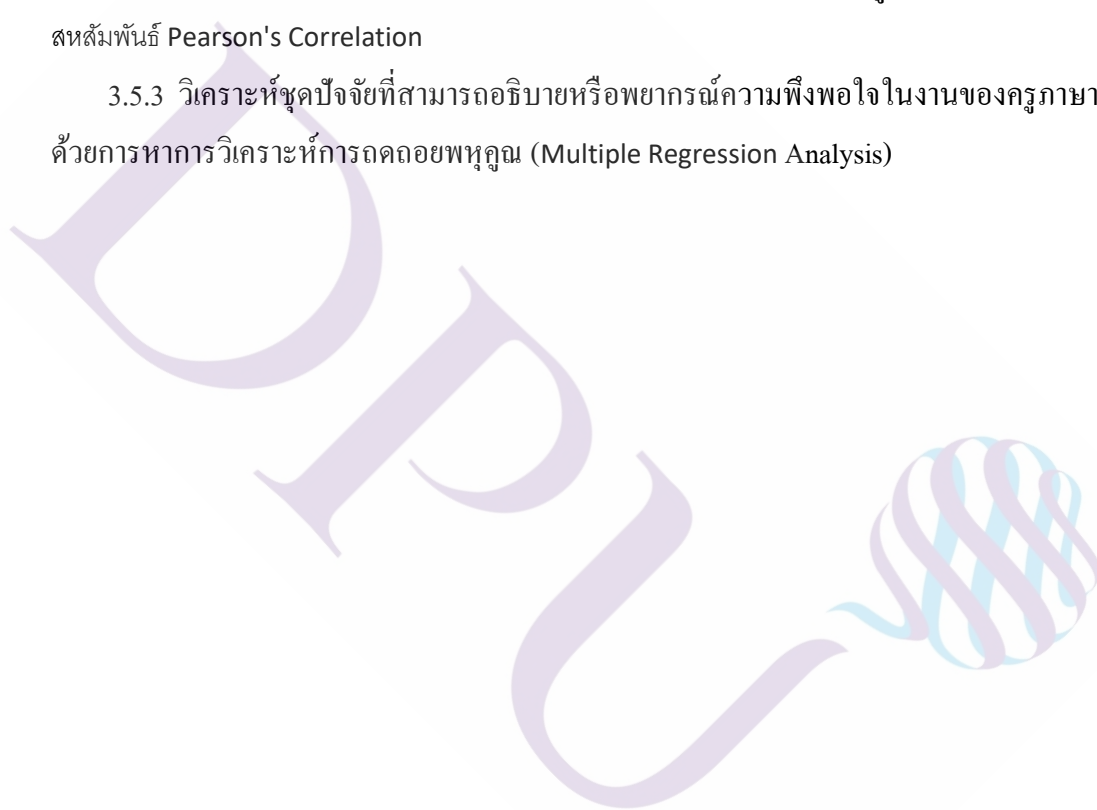 สหสัมพันธ์ Pearson's Correlation
3.5.3 วิเคราะห์ชุดปัจจัยที่สามารถอธิบายหรือพยากรณ์ความพึงพอใจในงานของครูภาษา
ด้วยการหาการวิเคราะห์การถดถอยพหุคูณ (Multiple Regression Analysis)
DPU